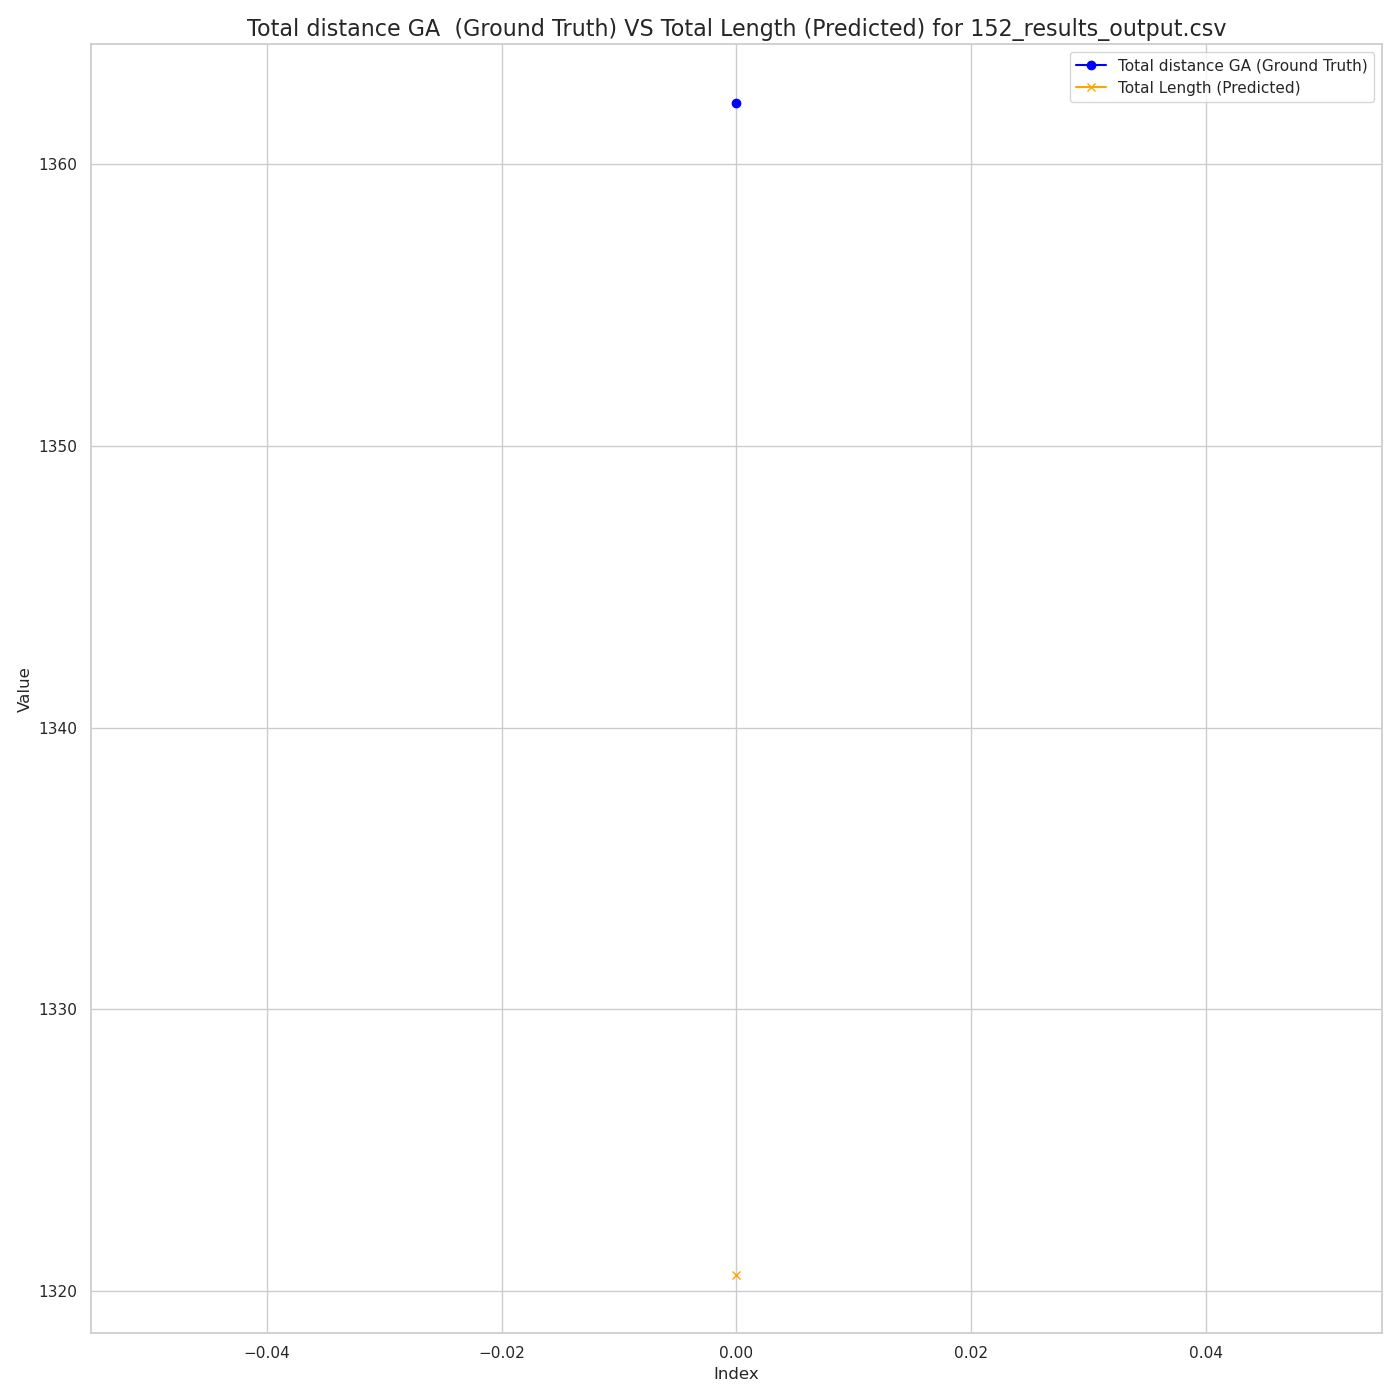 Total distance GA  (Ground Truth) VS Total Length (Predicted) for 152_results_output.csv
Total distance GA (Ground Truth)
Total Length (Predicted)
1360
1350
1340
1330
1320
Value
−0.04
−0.02
0.00
0.02
0.04
Index